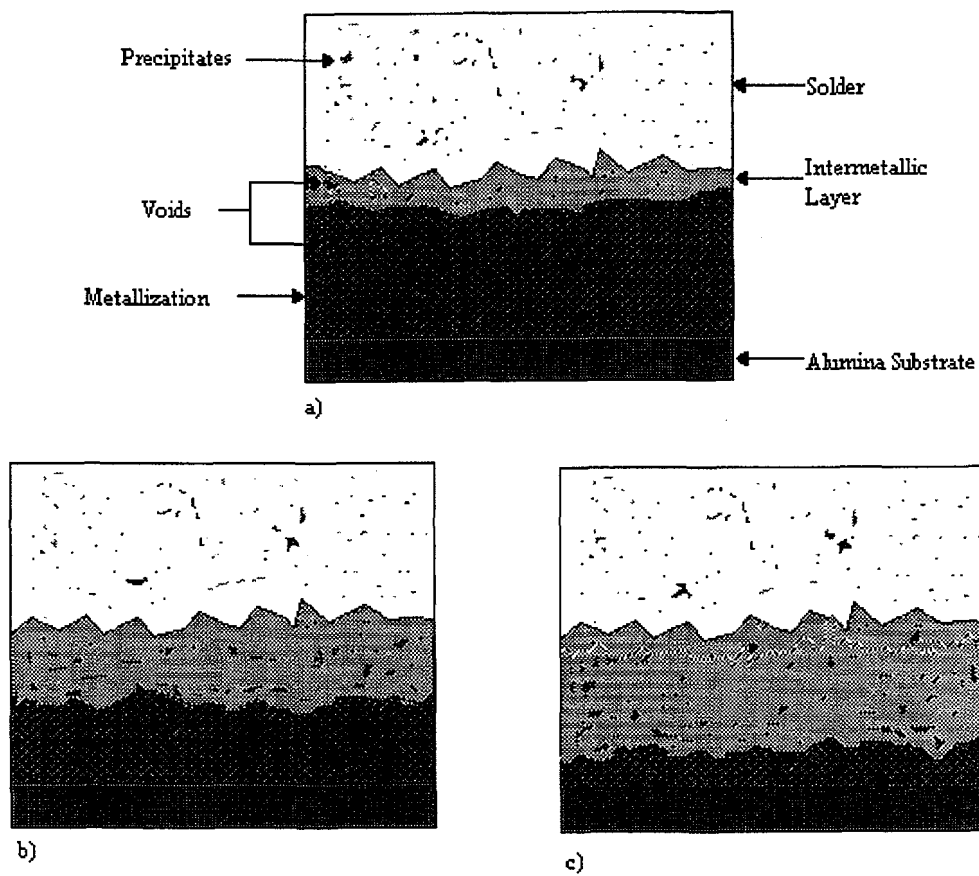 Precipitates
Solder
Intermetallic
Layer
Voids
Metallization
Alumina Substrate
a)
b)
c)